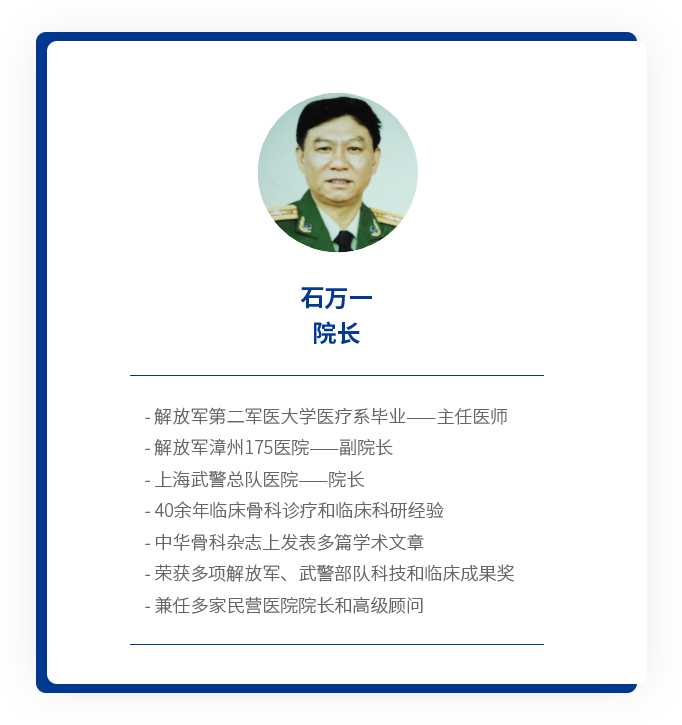 石万一
院长
- 解放军第二军医大学医疗系毕业——主任医师
- 解放军漳州175医院——副院长
- 上海武警总队医院——院长
- 40余年临床骨科诊疗和临床科研经验
- 中华骨科杂志上发表多篇学术文章
- 荣获多项解放军、武警部队科技和临床成果奖
- 兼任多家民营医院院长和高级顾问